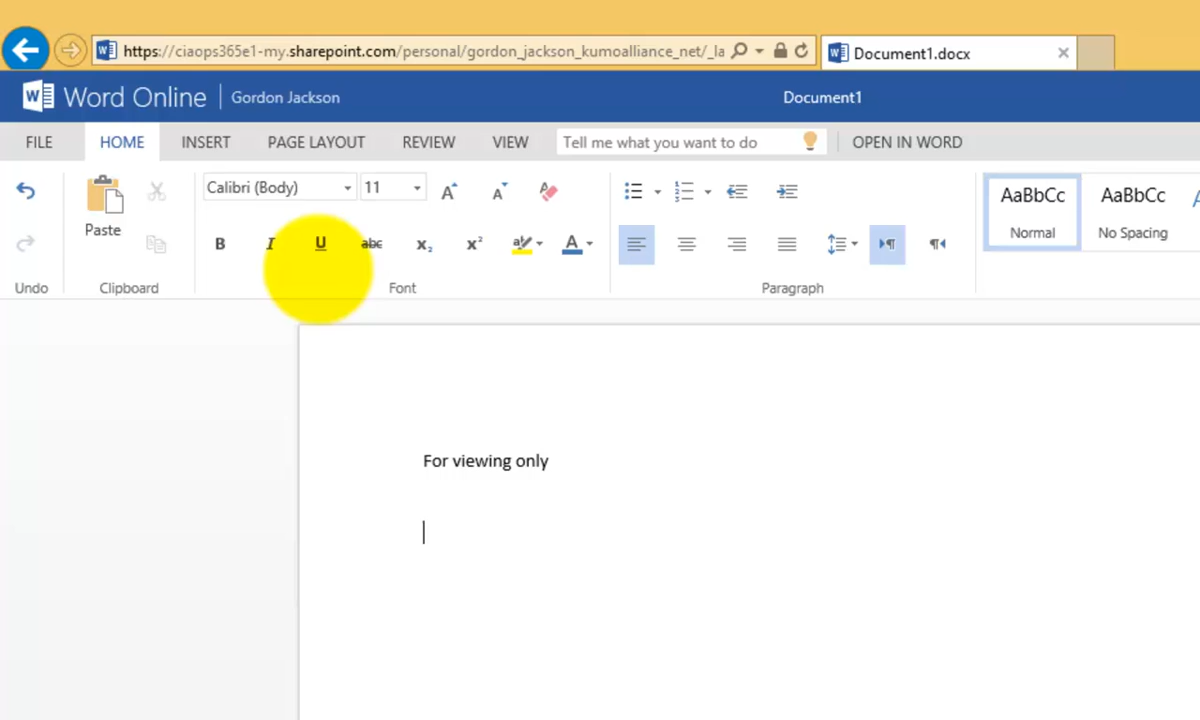 https://ciaops365e1-my.sharepoint.com/personal/gordon_jackson_kumoalliance_net/_la
Document1.docx
Word Online
Gordon Jackson
Document1
FILE HOME INSERT PAGE LAYOUT REVIEW VIEW Tell me what you want to do OPEN IN WORD
Calibri (Body) 11
AaBbCc AaBbCc
Paste
B I U abc x₂ x²
Normal No Spacing
Undo Clipboard Font Paragraph
For viewing only